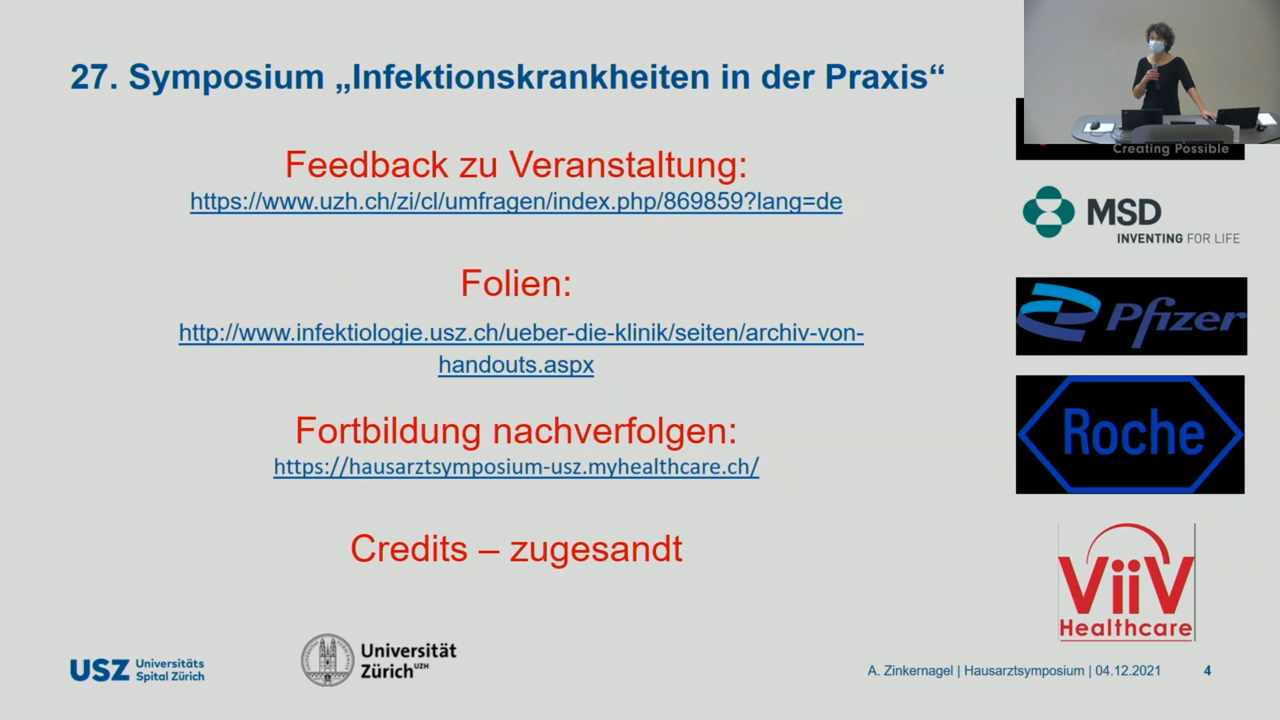 27. Symposium „Infektionskrankheiten in der Praxis“
Feedback zu Veranstaltung:
https://www.uzh.ch/zi/cl/umfragen/index.php/869859?lang=de
Folien:
http://www.infektiologie.usz.ch/ueber-die-klinik/seiten/archiv-von-
handouts.aspx
Fortbildung nachverfolgen:
https://hausarztsymposium-usz.myhealthcare.ch/
Credits – zugesandt
Creating Possible
MSD
INVENTING FOR LIFE
Pfizer
Roche
ViiV
Healthcare
USZ Universitäts
Spital Zürich
Universität
Zürich UZH
A. Zinkernagel | Hausarztsymposium | 04.12.2021 4